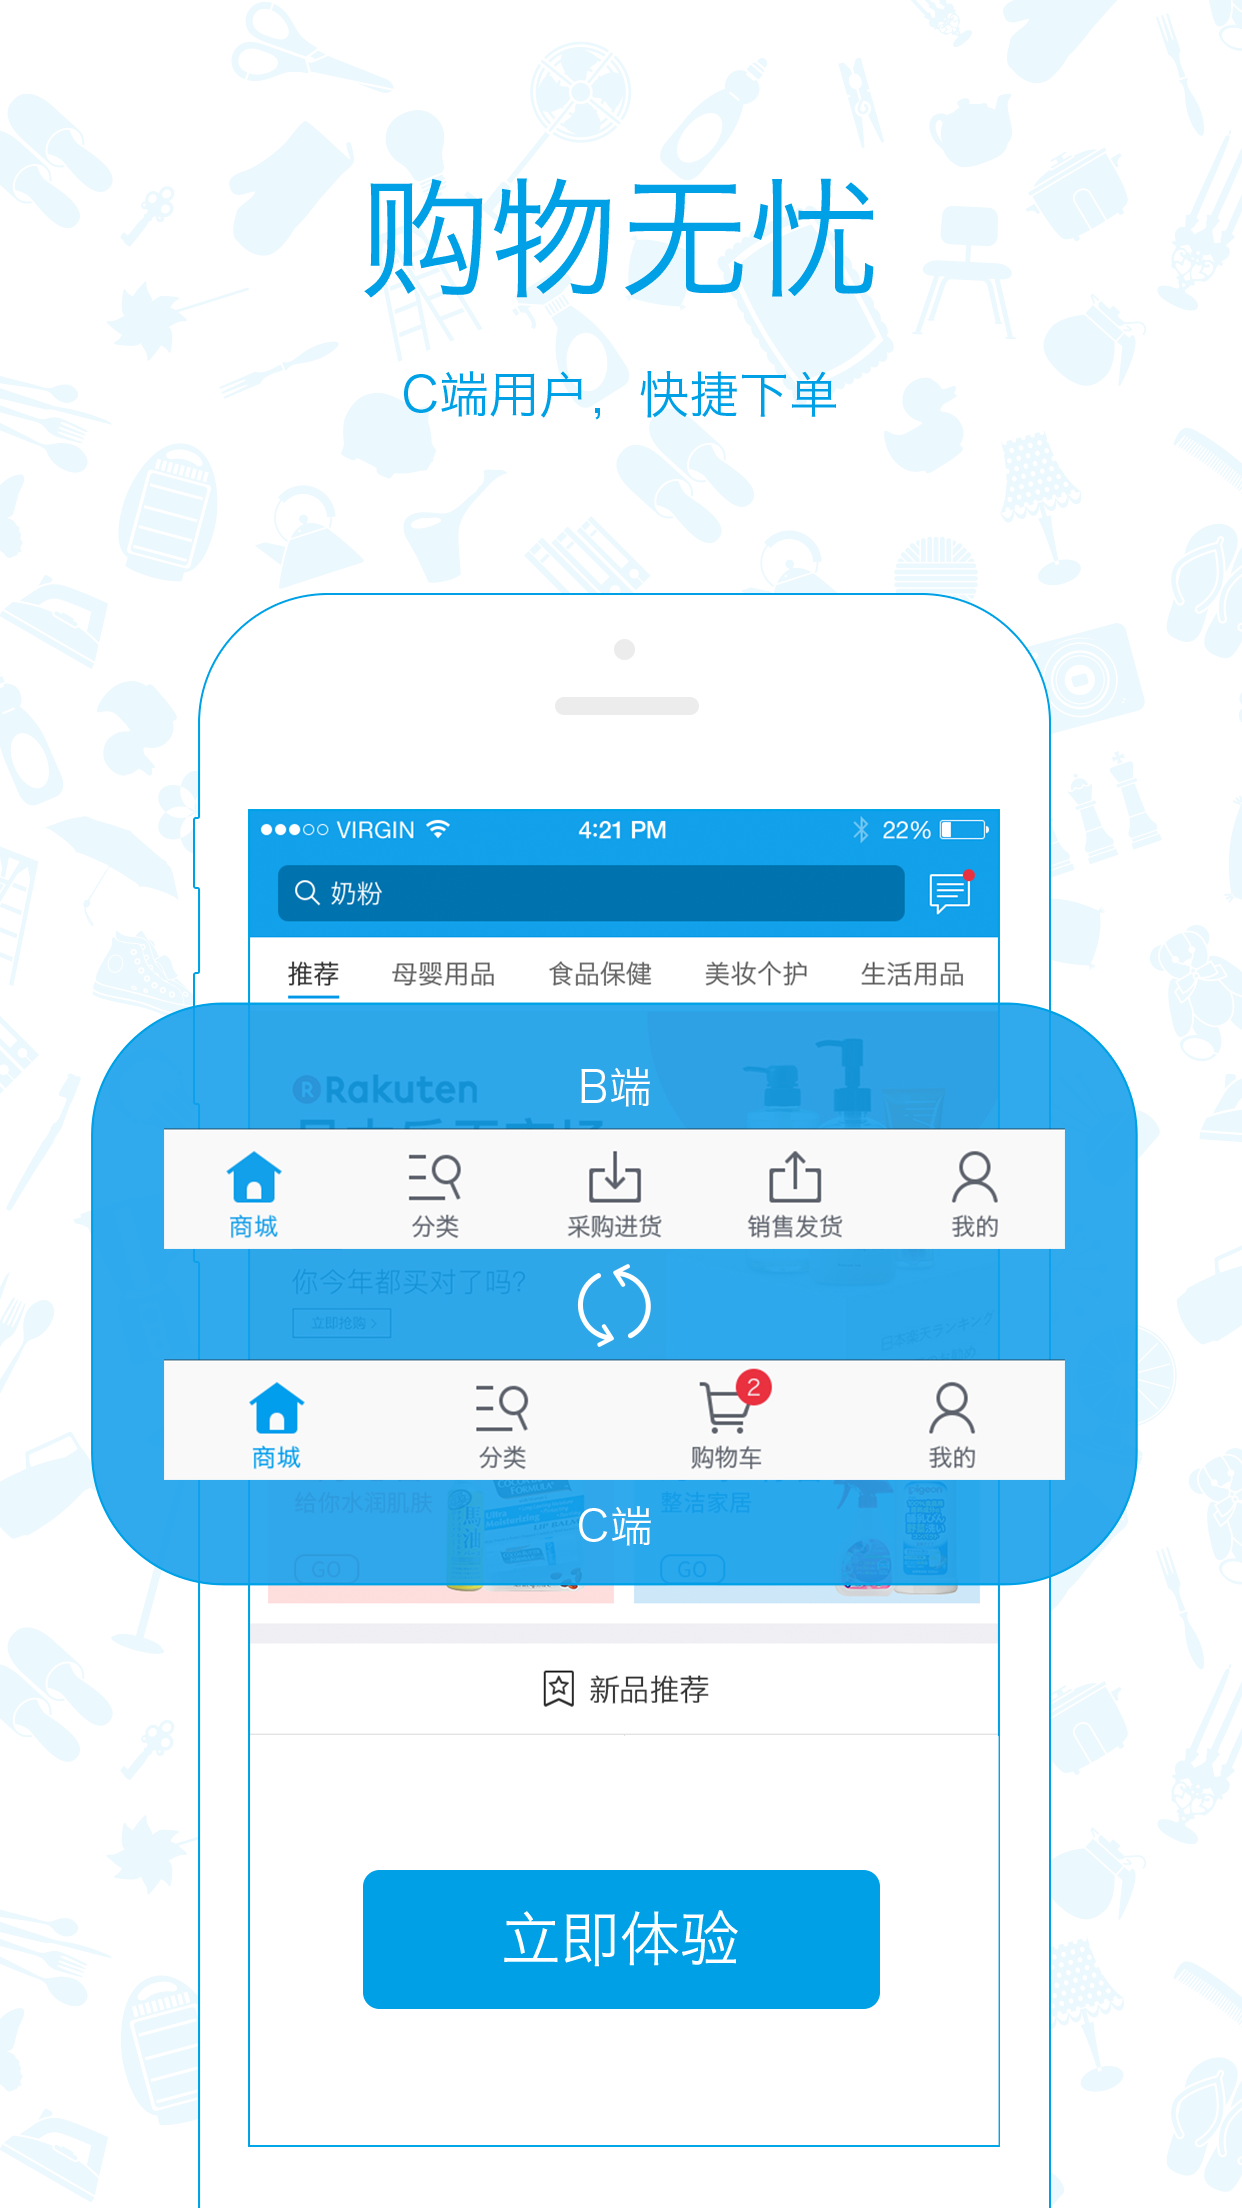 购物无忧
C端用户，快捷下单
VIRGIN 4:21 PM 22%
奶粉
推荐 母婴用品 食品保健 美妆个护 生活用品
B端
Rakuten
商城 分类 采购进货 销售发货 我的
你今年都买对了吗?
立即抢购 >
2
商城 分类 购物车 我的
给你水润肌肤 整洁家居
C端
GO GO
新品推荐
立即体验